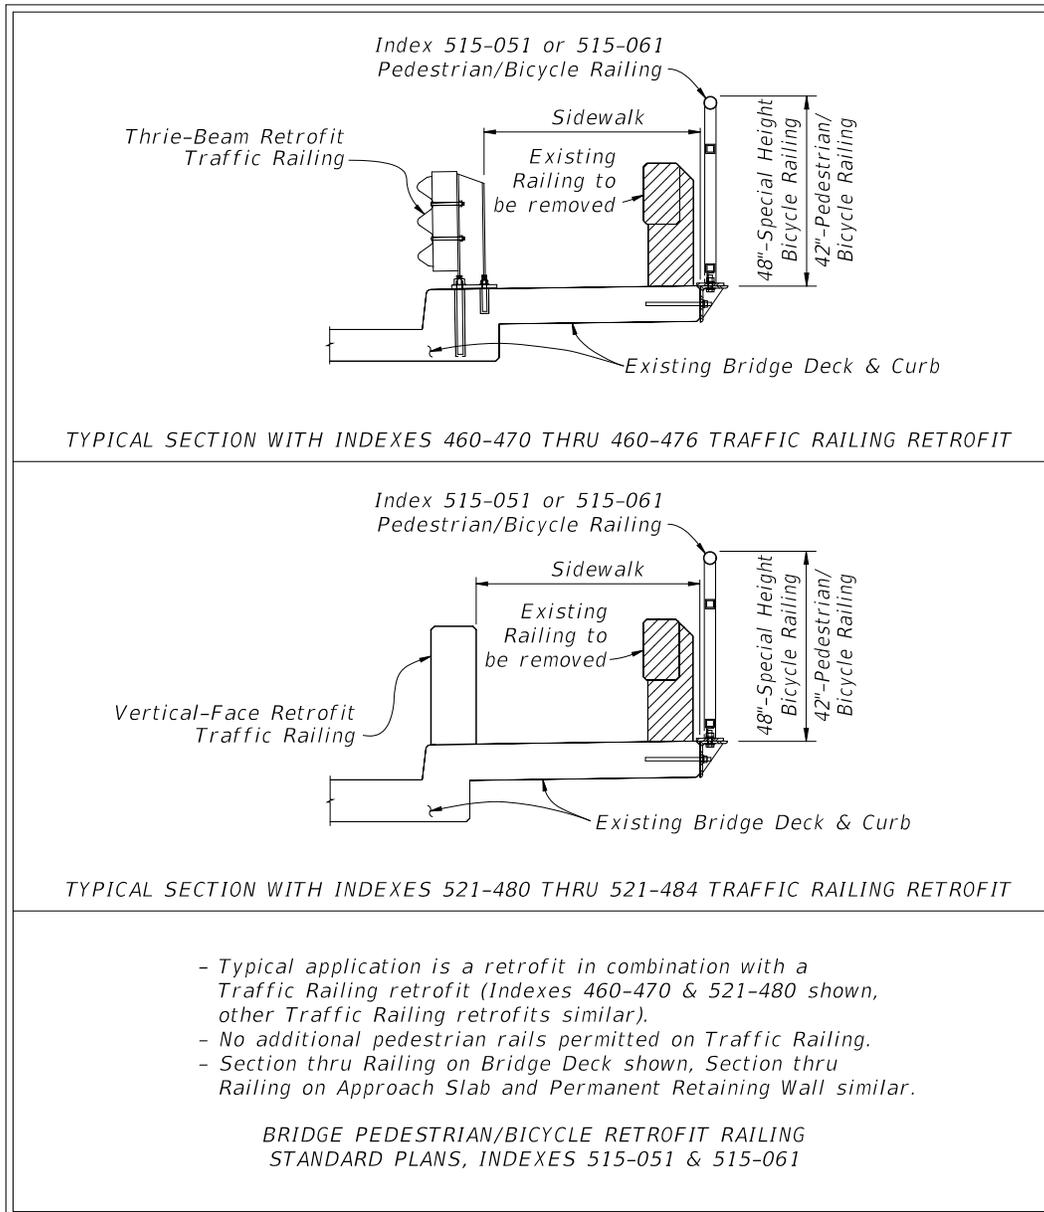 Index 515-051 or 515-061
Pedestrian/Bicycle Railing
Sidewalk
Thrie-Beam Retrofit
Traffic Railing
Existing
Railing to
be removed
48"-Special Height
Bicycle Railing
42"-Pedestrian/
Bicycle Railing
Existing Bridge Deck & Curb
TYPICAL SECTION WITH INDEXES 460-470 THRU 460-476 TRAFFIC RAILING RETROFIT
Index 515-051 or 515-061
Pedestrian/Bicycle Railing
Sidewalk
Existing
Railing to
be removed
48"-Special Height
Bicycle Railing
42"-Pedestrian/
Bicycle Railing
Vertical-Face Retrofit
Traffic Railing
Existing Bridge Deck & Curb
TYPICAL SECTION WITH INDEXES 521-480 THRU 521-484 TRAFFIC RAILING RETROFIT
- Typical application is a retrofit in combination with a
Traffic Railing retrofit (Indexes 460-470 & 521-480 shown,
other Traffic Railing retrofits similar).
- No additional pedestrian rails permitted on Traffic Railing.
- Section thru Railing on Bridge Deck shown, Section thru
Railing on Approach Slab and Permanent Retaining Wall similar.
BRIDGE PEDESTRIAN/BICYCLE RETROFIT RAILING
STANDARD PLANS, INDEXES 515-051 & 515-061